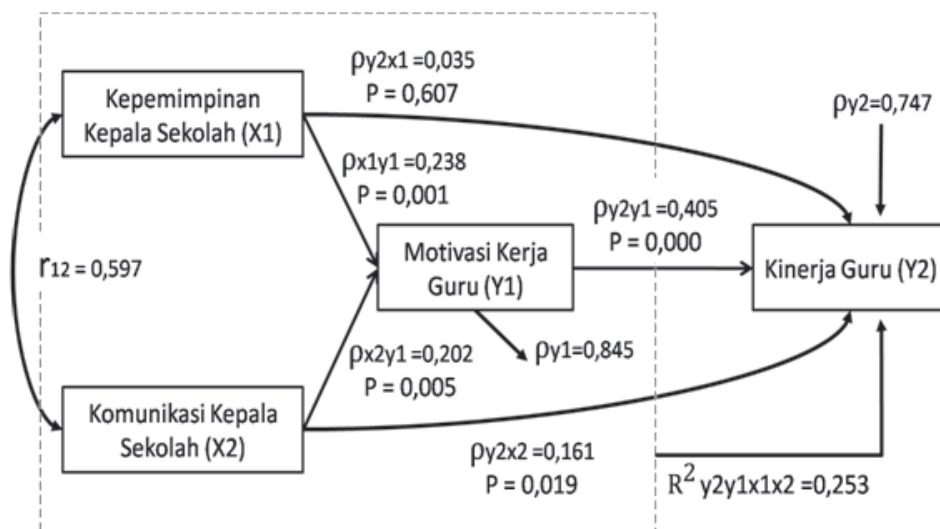 ρy2x1 =0,035
P = 0,607
Kepemimpinan
Kepala Sekolah (X1)
ρy2=0,747
ρx1y1 =0,238
P = 0,001
ρy2y1 =0,405
P = 0,000
Motivasi Kerja
Guru (Y1)
Kinerja Guru (Y2)
r12 = 0,597
ρy1=0,845
ρx2y1 =0,202
P = 0,005
Komunikasi Kepala
Sekolah (X2)
ρy2x2 =0,161
P = 0,019
R² y2y1x1x2 =0,253